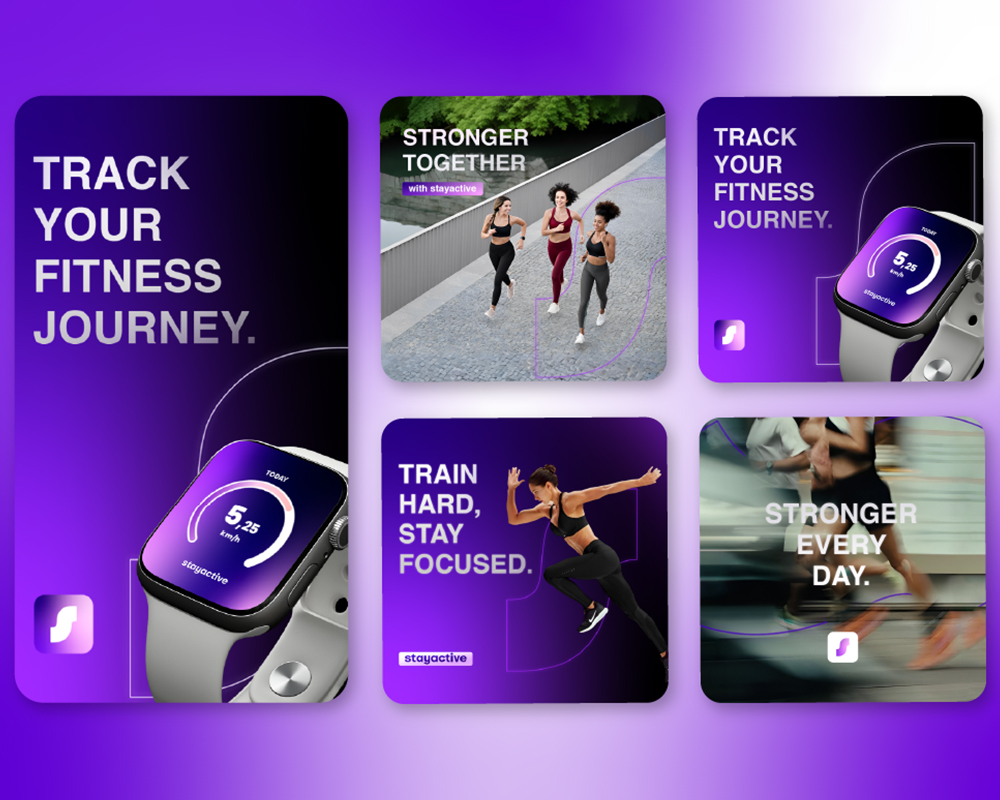 TRACK
YOUR
FITNESS
JOURNEY.
TODAY
5,25
km/h
stayactive
STRONGER
TOGETHER
with stayactive
TRACK
YOUR
FITNESS
JOURNEY.
TODAY
5,25
km/h
stayactive
TRAIN
HARD,
STAY
FOCUSED.
stayactive
STRONGER
EVERY
DAY.